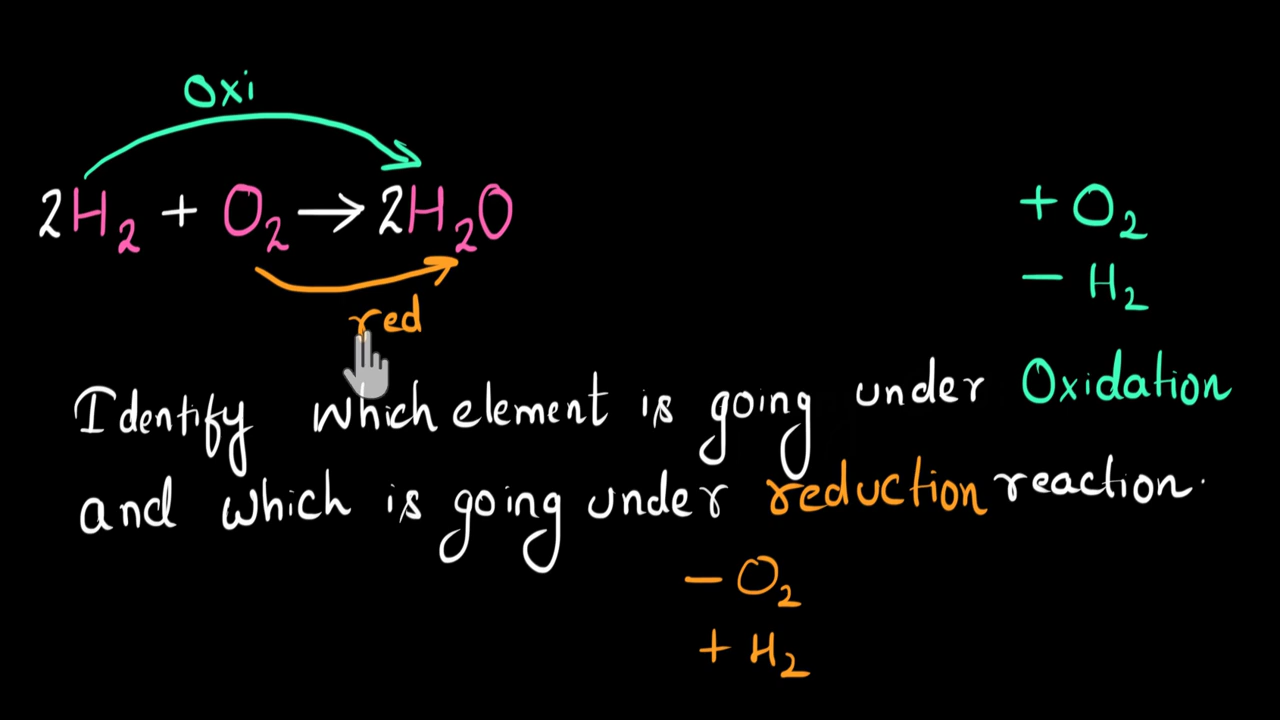 Oxi
2H₂ + O₂ → 2H₂O
red
+ O₂
− H₂
Identify which element is going under Oxidation
and which is going under reduction reaction.
− O₂
+ H₂